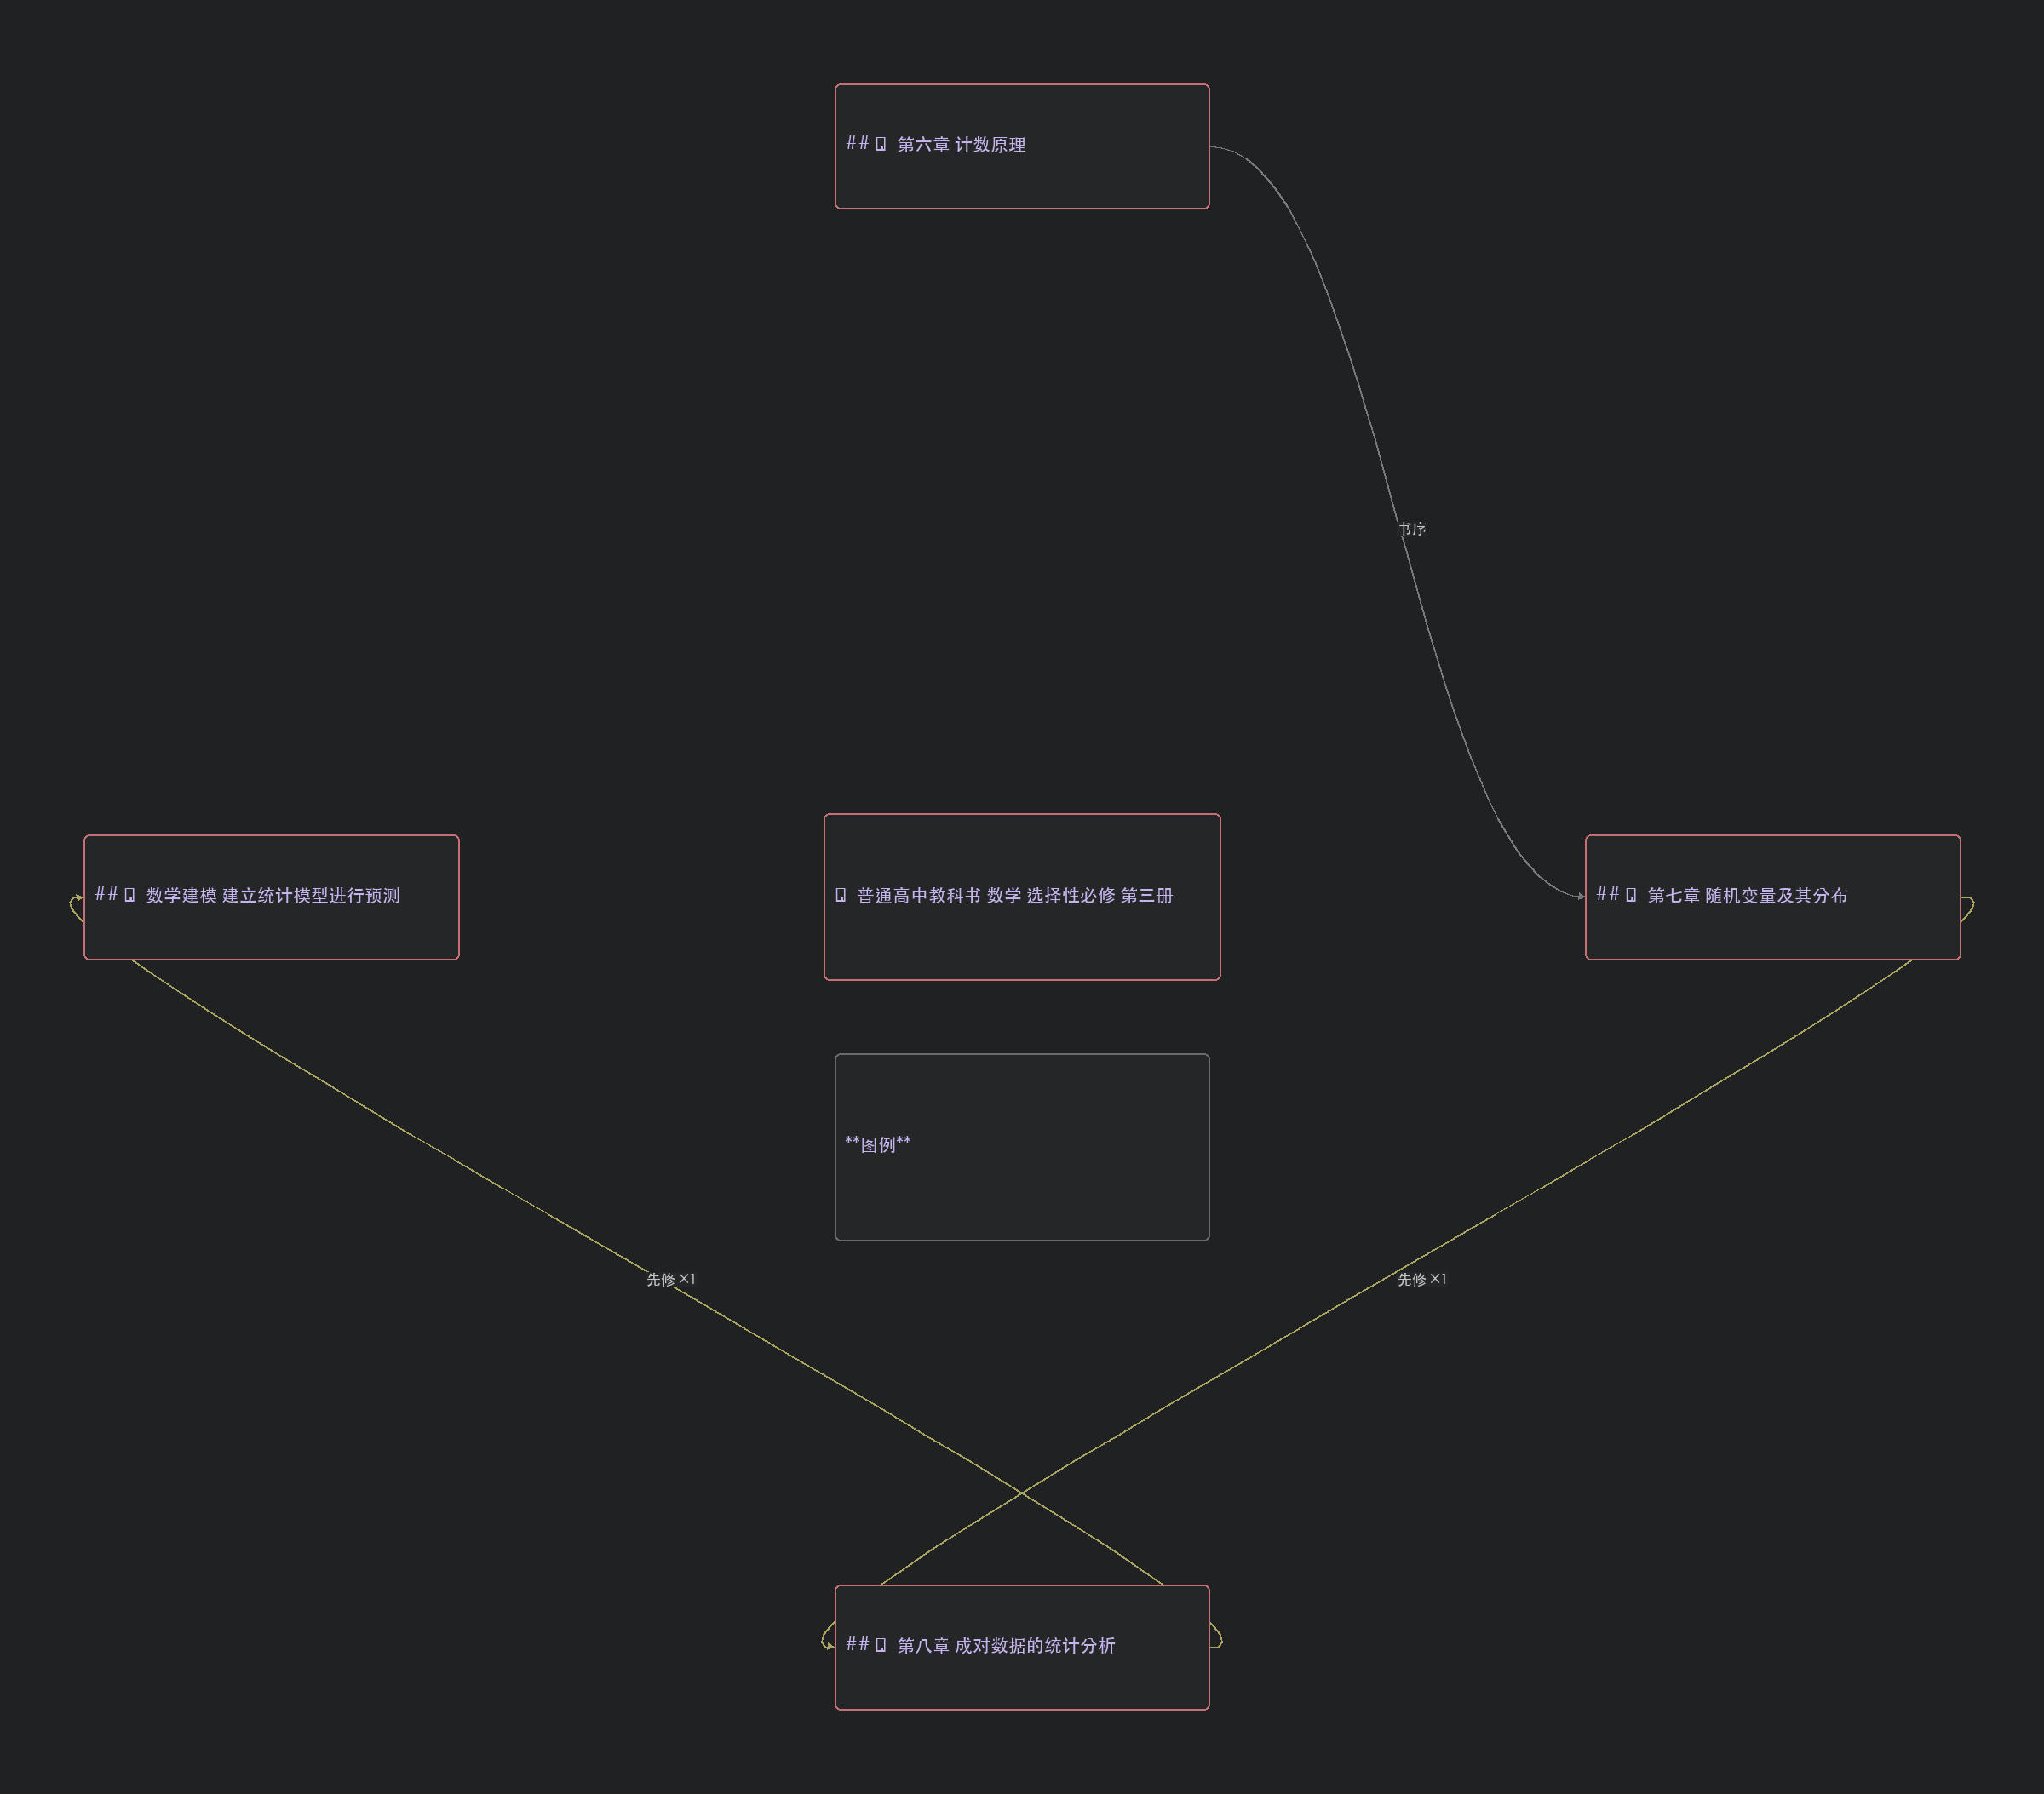 ## 第六章 计数原理
书序
## 数学建模 建立统计模型进行预测
普通高中教科书 数学 选择性必修 第三册
## 第七章 随机变量及其分布
**图例**
先修 ×1
先修 ×1
## 第八章 成对数据的统计分析